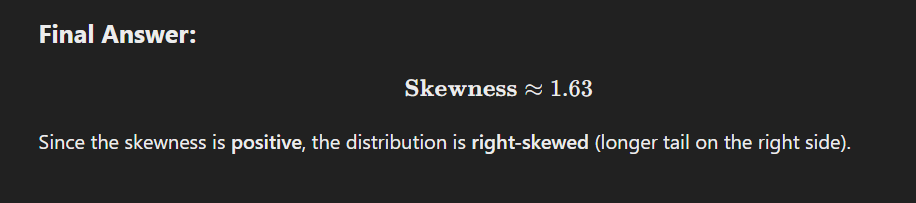 Final Answer:
Skewness ≈ 1.63
Since the skewness is positive, the distribution is right-skewed (longer tail on the right side).